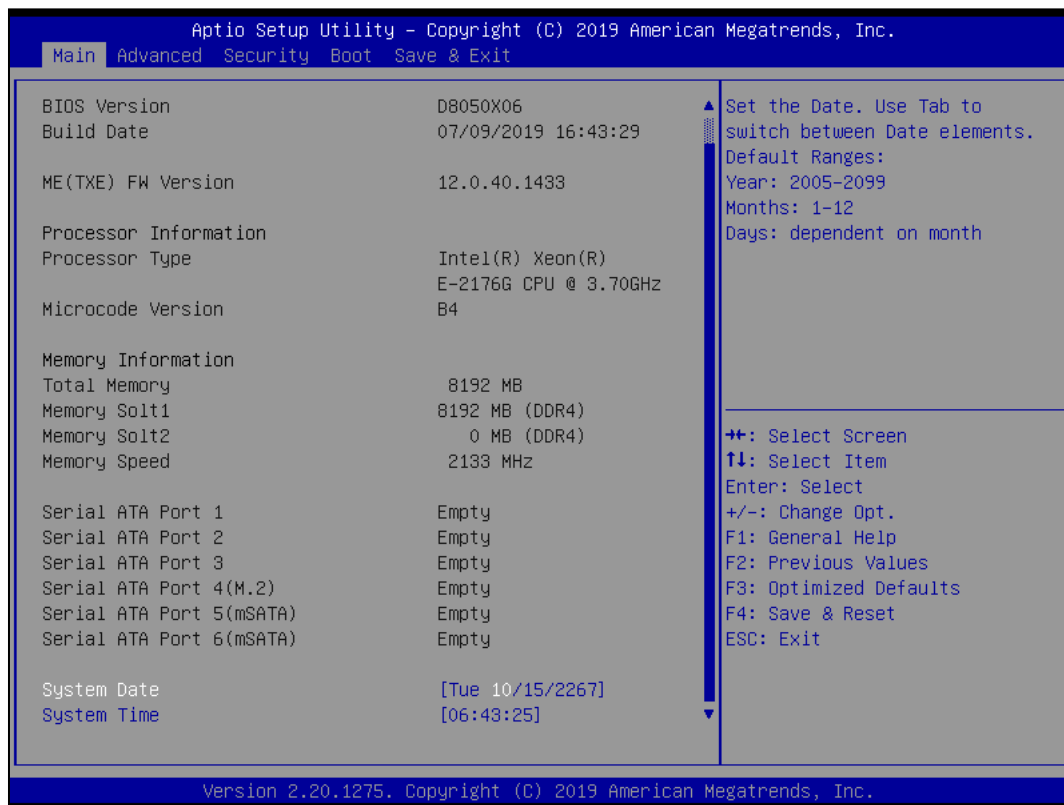 Aptio Setup Utility – Copyright (C) 2019 American Megatrends, Inc.
Main Advanced Security Boot Save & Exit
BIOS Version D8050X06
Build Date 07/09/2019 16:43:29
ME(TXE) FW Version 12.0.40.1433
Processor Information
Processor Type Intel(R) Xeon(R)
E-2176G CPU @ 3.70GHz
Microcode Version B4
Memory Information
Total Memory 8192 MB
Memory Solt1 8192 MB (DDR4)
Memory Solt2 0 MB (DDR4)
Memory Speed 2133 MHz
Serial ATA Port 1 Empty
Serial ATA Port 2 Empty
Serial ATA Port 3 Empty
Serial ATA Port 4(M.2) Empty
Serial ATA Port 5(mSATA) Empty
Serial ATA Port 6(mSATA) Empty
System Date [Tue 10/15/2267]
System Time [06:43:25]
Set the Date. Use Tab to
switch between Date elements.
Default Ranges:
Year: 2005-2099
Months: 1-12
Days: dependent on month
→←: Select Screen
↑↓: Select Item
Enter: Select
+/-: Change Opt.
F1: General Help
F2: Previous Values
F3: Optimized Defaults
F4: Save & Reset
ESC: Exit
Version 2.20.1275. Copyright (C) 2019 American Megatrends, Inc.